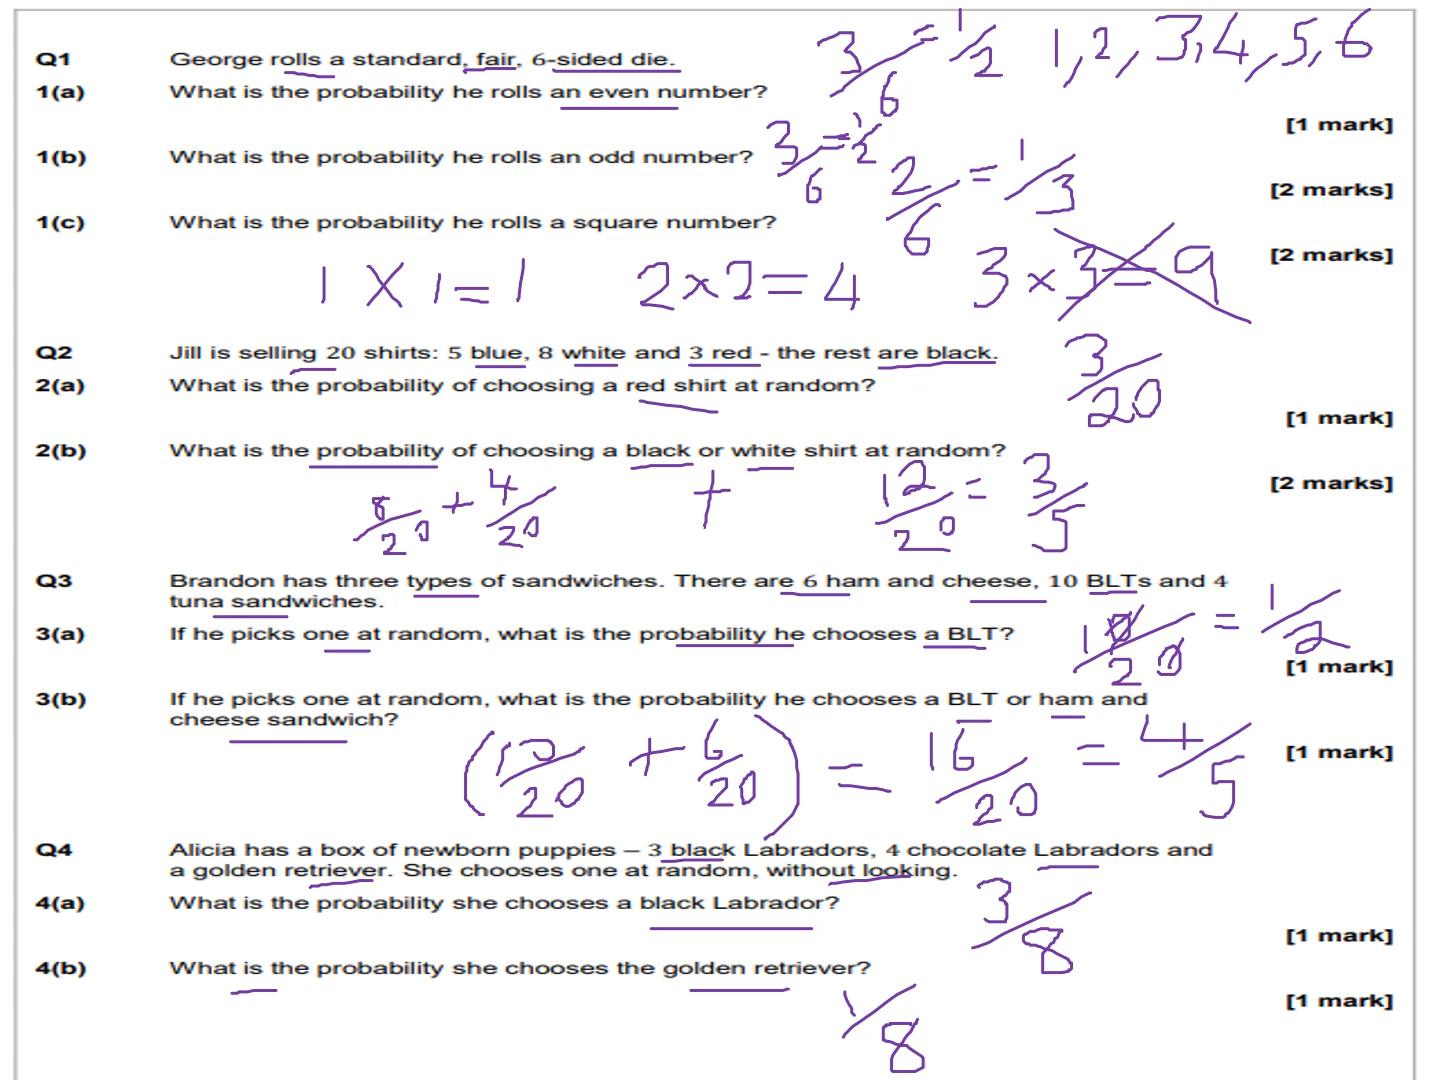 Q1 George rolls a standard, fair, 6-sided die. 3/6 = 1/2 1, 2, 3, 4, 5, 6
1(a) What is the probability he rolls an even number?
[1 mark]
1(b) What is the probability he rolls an odd number? 3/6 = 1/2
[2 marks]
1(c) What is the probability he rolls a square number? 2/6 = 1/3
[2 marks]
1 × 1 = 1 2 × 2 = 4 3 × 3 = 9
Q2 Jill is selling 20 shirts: 5 blue, 8 white and 3 red - the rest are black.
2(a) What is the probability of choosing a red shirt at random? 3/20
[1 mark]
2(b) What is the probability of choosing a black or white shirt at random?
[2 marks]
8/20 + 4/20 + 12/20 = 3/5
Q3 Brandon has three types of sandwiches. There are 6 ham and cheese, 10 BLTs and 4
tuna sandwiches.
3(a) If he picks one at random, what is the probability he chooses a BLT? 10/20 = 1/2
[1 mark]
3(b) If he picks one at random, what is the probability he chooses a BLT or ham and
cheese sandwich?
(10/20 + 6/20) = 16/20 = 4/5 [1 mark]
Q4 Alicia has a box of newborn puppies – 3 black Labradors, 4 chocolate Labradors and
a golden retriever. She chooses one at random, without looking.
4(a) What is the probability she chooses a black Labrador? 3/8
[1 mark]
4(b) What is the probability she chooses the golden retriever?
[1 mark]
1/8